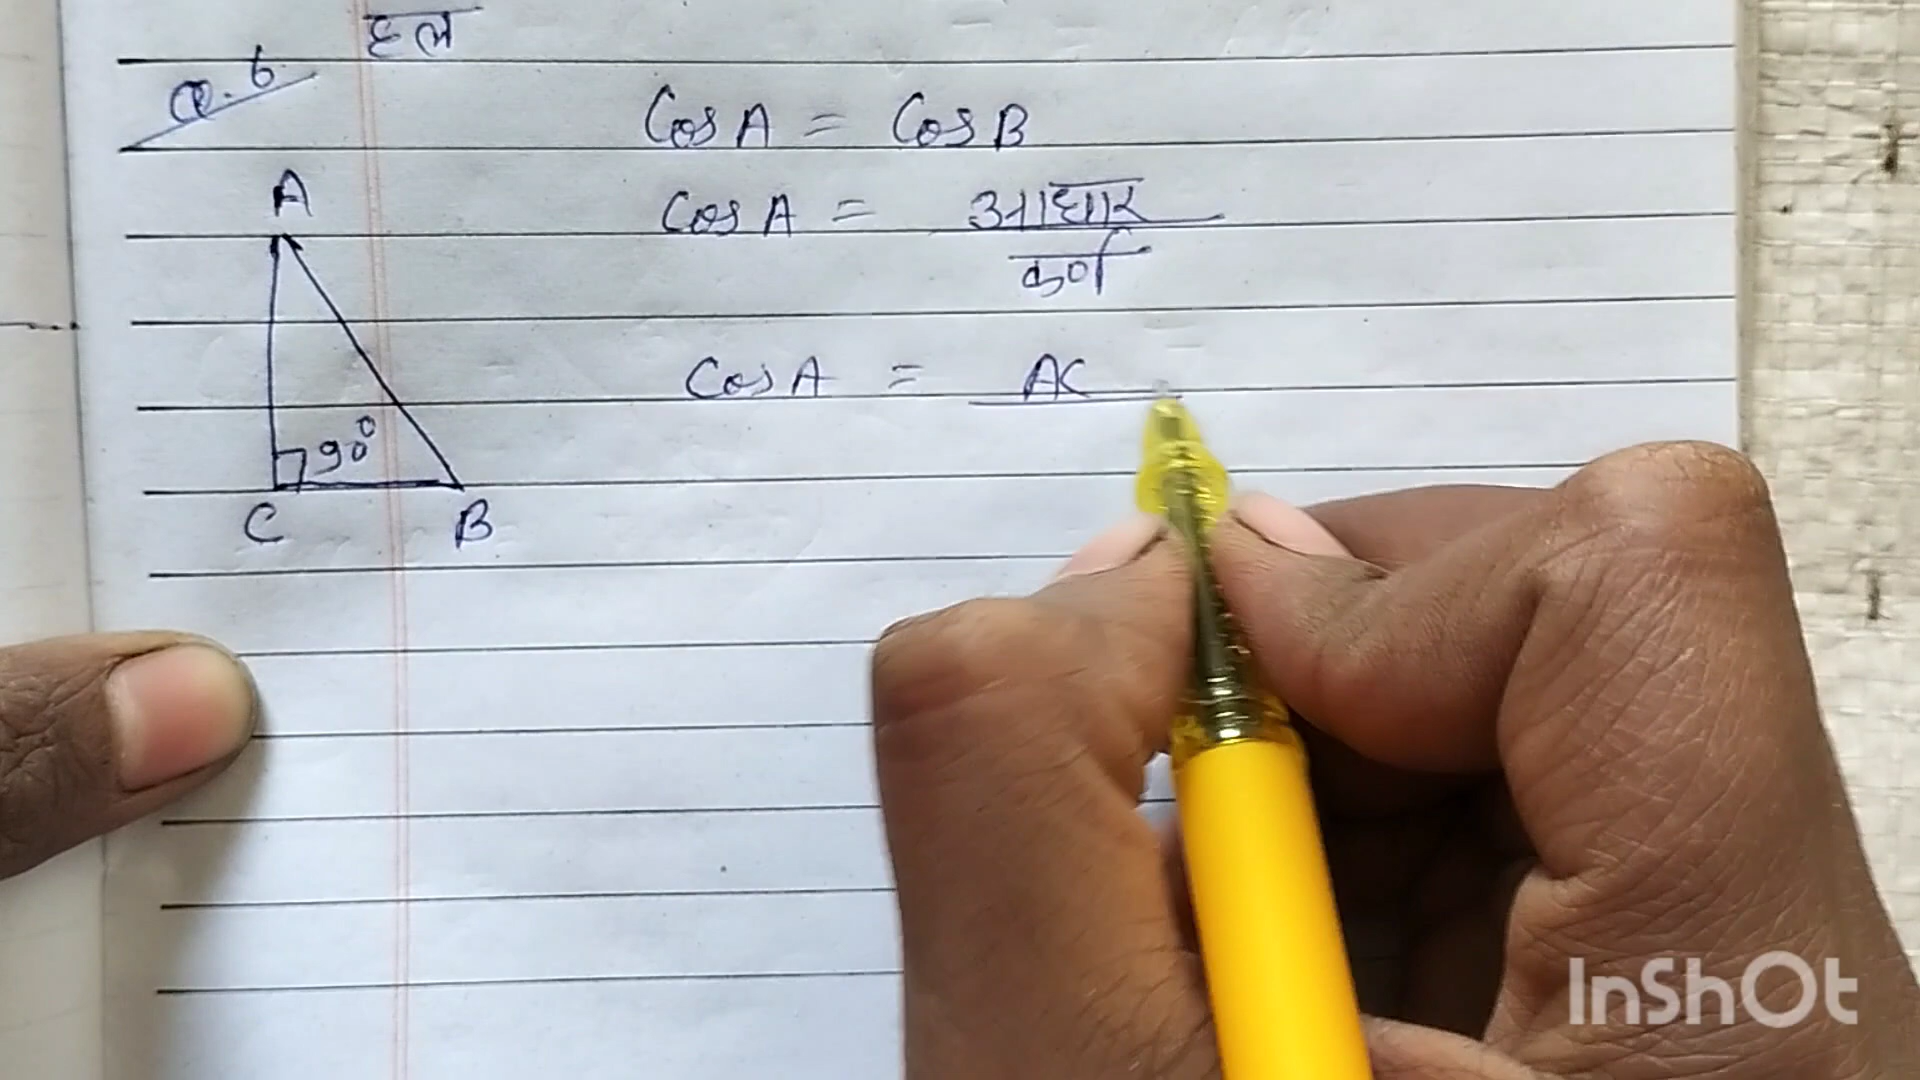 हल
Q. 6
Cos A = Cos B
Cos A = आधार
कर्ण
Cos A = AC
A
90°
C B
InShOt